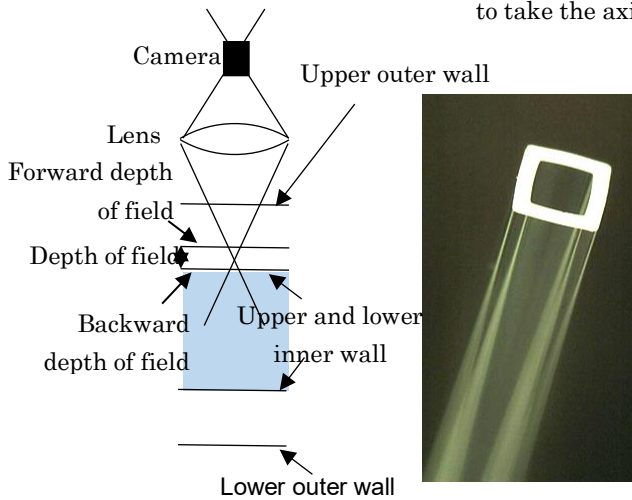 to take the axi
Camera
Upper outer wall
Lens
Forward depth
of field
Depth of field
Backward
depth of field
Upper and lower
inner wall
Lower outer wall